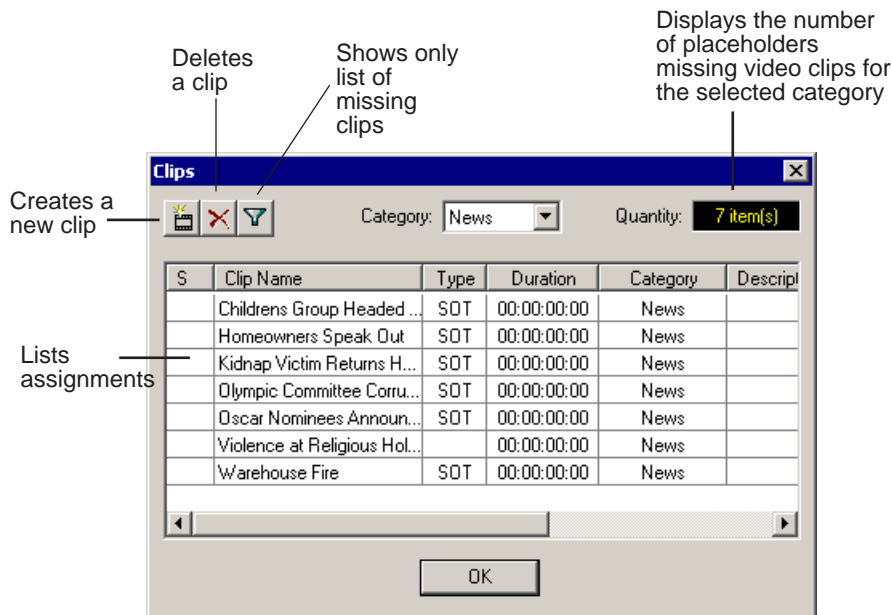 Displays the number
of placeholders
missing video clips for
the selected category
Deletes
a clip
Shows only
list of
missing
clips
Clips
Creates a
new clip
Category: News
Quantity: 7 item(s)
S Clip Name Type Duration Category Descript
Childrens Group Headed ... SOT 00:00:00:00 News
Homeowners Speak Out SOT 00:00:00:00 News
Lists
assignments
Kidnap Victim Returns H... SOT 00:00:00:00 News
Olympic Committee Corru... SOT 00:00:00:00 News
Oscar Nominees Announ... SOT 00:00:00:00 News
Violence at Religious Hol... 00:00:00:00 News
Warehouse Fire SOT 00:00:00:00 News
OK